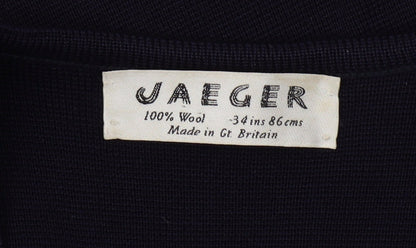 JAEGER
100% Wool -34 ins 86 cms
Made in Gt. Britain